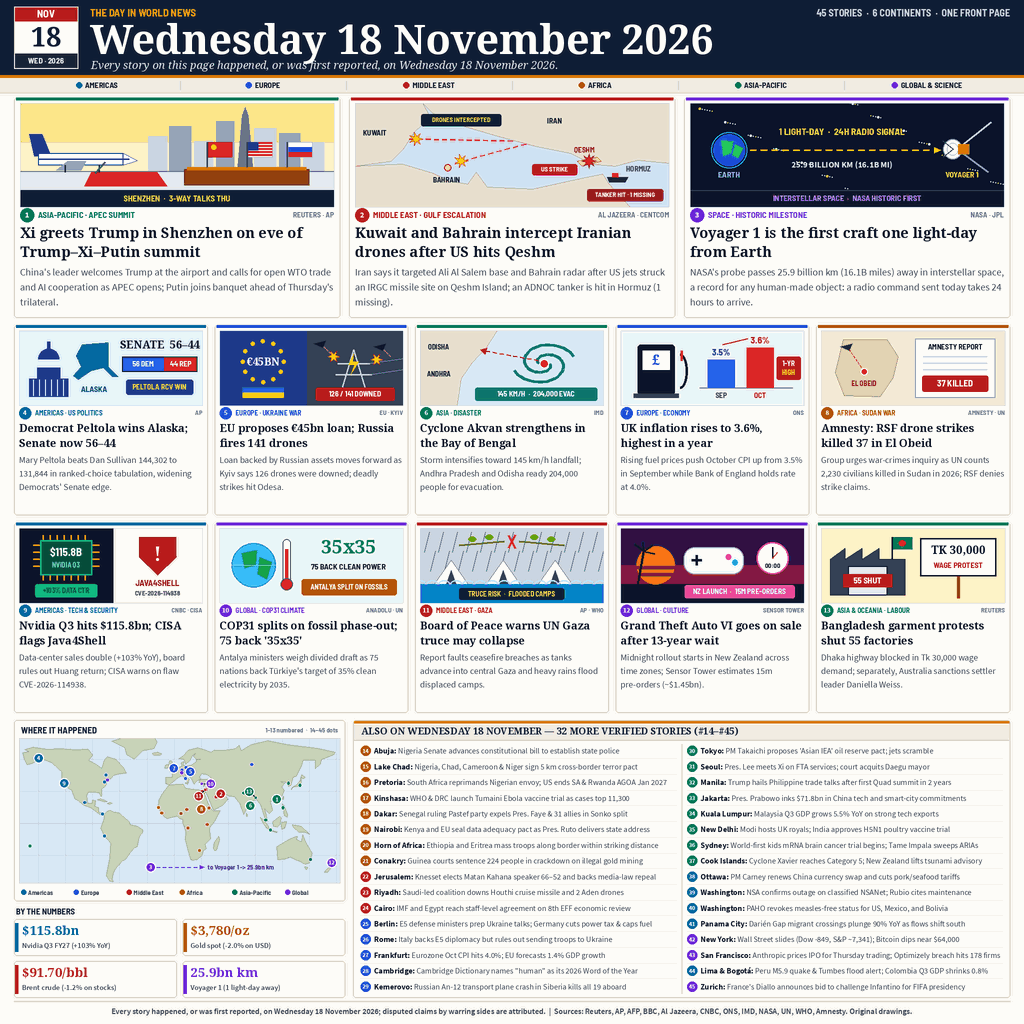 NOV
18
WED · 2026
THE DAY IN WORLD NEWS
Wednesday 18 November 2026
Every story on this page happened, or was first reported, on Wednesday 18 November 2026.
45 STORIES · 6 CONTINENTS · ONE FRONT PAGE
AMERICAS
EUROPE
MIDDLE EAST
AFRICA
ASIA-PACIFIC
GLOBAL & SCIENCE
SHENZHEN · 3-WAY TALKS THU
1 ASIA-PACIFIC · APEC SUMMIT
REUTERS · AP
Xi greets Trump in Shenzhen on eve of
Trump–Xi–Putin summit
China's leader welcomes Trump at the airport and calls for open WTO trade
and AI cooperation as APEC opens; Putin joins banquet ahead of Thursday's
trilateral.
DRONES INTERCEPTED
KUWAIT
IRAN
QESHM
US STRIKE
HORMUZ
BAHRAIN
TANKER HIT · 1 MISSING
2 MIDDLE EAST · GULF ESCALATION
AL JAZEERA · CENTCOM
Kuwait and Bahrain intercept Iranian
drones after US hits Qeshm
Iran says it targeted Ali Al Salem base and Bahrain radar after US jets struck
an IRGC missile site on Qeshm Island; an ADNOC tanker is hit in Hormuz (1
missing).
1 LIGHT-DAY · 24H RADIO SIGNAL
25.9 BILLION KM (16.1B MI)
EARTH
VOYAGER 1
INTERSTELLAR SPACE · NASA HISTORIC FIRST
3 SPACE · HISTORIC MILESTONE
NASA · JPL
Voyager 1 is the first craft one light-day
from Earth
NASA's probe passes 25.9 billion km (16.1B miles) away in interstellar space,
a record for any human-made object: a radio command sent today takes 24
hours to arrive.
SENATE 56–44
56 DEM
44 REP
ALASKA
PELTOLA RCV WIN
4 AMERICAS · US POLITICS
AP
Democrat Peltola wins Alaska;
Senate now 56–44
Mary Peltola beats Dan Sullivan 144,302 to
131,844 in ranked-choice tabulation, widening
Democrats' Senate edge.
€45BN
126 / 141 DOWNED
5 EUROPE · UKRAINE WAR
EU · KYIV
EU proposes €45bn loan; Russia
fires 141 drones
Loan backed by Russian assets moves forward as
Kyiv says 126 drones were downed; deadly
strikes hit Odesa.
ODISHA
ANDHRA
145 KM/H · 204,000 EVAC
6 ASIA · DISASTER
IMD
Cyclone Akvan strengthens in
the Bay of Bengal
Storm intensifies toward 145 km/h landfall;
Andhra Pradesh and Odisha ready 204,000
people for evacuation.
£
3.5%
3.6%
1-YR
HIGH
SEP
OCT
7 EUROPE · ECONOMY
ONS
UK inflation rises to 3.6%,
highest in a year
Rising fuel prices push October CPI up from 3.5%
in September while Bank of England holds rate
at 4.0%.
EL OBEID
AMNESTY REPORT
37 KILLED
8 AFRICA · SUDAN WAR
AMNESTY · UN
Amnesty: RSF drone strikes
killed 37 in El Obeid
Group urges war-crimes inquiry as UN counts
2,230 civilians killed in Sudan in 2026; RSF denies
strike claims.
$115.8B
NVIDIA Q3
+103% DATA CTR
!
JAVA4SHELL
CVE-2026-114938
9 AMERICAS · TECH & SECURITY
CNBC · CISA
Nvidia Q3 hits $115.8bn; CISA
flags Java4Shell
Data-center sales double (+103% YoY), board
rules out Huang return; CISA warns on flaw
CVE-2026-114938.
35x35
75 BACK CLEAN POWER
ANTALYA SPLIT ON FOSSILS
10 GLOBAL · COP31 CLIMATE
ANADOLU · UN
COP31 splits on fossil phase-out;
75 back '35x35'
Antalya ministers weigh divided draft as 75
nations back Türkiye's target of 35% clean
electricity by 2035.
TRUCE RISK · FLOODED CAMPS
11 MIDDLE EAST · GAZA
AP · WHO
Board of Peace warns UN Gaza
truce may collapse
Report faults ceasefire breaches as tanks
advance into central Gaza and heavy rains flood
displaced camps.
00:00
NZ LAUNCH · 15M PRE-ORDERS
12 GLOBAL · CULTURE
SENSOR TOWER
Grand Theft Auto VI goes on sale
after 13-year wait
Midnight rollout starts in New Zealand across
time zones; Sensor Tower estimates 15m
pre-orders (~$1.45bn).
55 SHUT
TK 30,000
WAGE PROTEST
13 ASIA & OCEANIA · LABOUR
REUTERS
Bangladesh garment protests
shut 55 factories
Dhaka highway blocked in Tk 30,000 wage
demand; separately, Australia sanctions settler
leader Daniella Weiss.
WHERE IT HAPPENED
1–13 numbered · 14–45 dots
4
9
7
5
10
11
2
8
13
6
1
12
3
to Voyager 1 -> 25.9bn km
Americas
Europe
Middle East
Africa
Asia-Pacific
Global
BY THE NUMBERS
$115.8bn
Nvidia Q3 FY27 (+103% YoY)
$3,780/oz
Gold spot (-2.0% on USD)
$91.70/bbl
Brent crude (-1.2% on stocks)
25.9bn km
Voyager 1 (1 light-day away)
ALSO ON WEDNESDAY 18 NOVEMBER — 32 MORE VERIFIED STORIES (#14–#45)
14 Abuja: Nigeria Senate advances constitutional bill to establish state police
15 Lake Chad: Nigeria, Chad, Cameroon & Niger sign 5 km cross-border terror pact
16 Pretoria: South Africa reprimands Nigerian envoy; US ends SA & Rwanda AGOA Jan 2027
17 Kinshasa: WHO & DRC launch Tumaini Ebola vaccine trial as cases top 11,300
18 Dakar: Senegal ruling Pastef party expels Pres. Faye & 31 allies in Sonko split
19 Nairobi: Kenya and EU seal data adequacy pact as Pres. Ruto delivers state address
20 Horn of Africa: Ethiopia and Eritrea mass troops along border within striking distance
21 Conakry: Guinea courts sentence 224 people in crackdown on illegal gold mining
22 Jerusalem: Knesset elects Matan Kahana speaker 66–52 and backs media-law repeal
23 Riyadh: Saudi-led coalition downs Houthi cruise missile and 2 Aden drones
24 Cairo: IMF and Egypt reach staff-level agreement on 8th EFF economic review
25 Berlin: E5 defense ministers prep Ukraine talks; Germany cuts power tax & caps fuel
26 Rome: Italy backs E5 diplomacy but rules out sending troops to Ukraine
27 Frankfurt: Eurozone Oct CPI hits 4.0%; EU forecasts 1.4% GDP growth
28 Cambridge: Cambridge Dictionary names "human" as its 2026 Word of the Year
29 Kemerovo: Russian An-12 transport plane crash in Siberia kills all 19 aboard
30 Tokyo: PM Takaichi proposes 'Asian IEA' oil reserve pact; jets scramble
31 Seoul: Pres. Lee meets Xi on FTA services; court acquits Daegu mayor
32 Manila: Trump hails Philippine trade talks after first Quad summit in 2 years
33 Jakarta: Pres. Prabowo inks $71.8bn in China tech and smart-city commitments
34 Kuala Lumpur: Malaysia Q3 GDP grows 5.5% YoY on strong tech exports
35 New Delhi: Modi hosts UK royals; India approves H5N1 poultry vaccine trial
36 Sydney: World-first kids mRNA brain cancer trial begins; Tame Impala sweeps ARIAs
37 Cook Islands: Cyclone Xavier reaches Category 5; New Zealand lifts tsunami advisory
38 Ottawa: PM Carney renews China currency swap and cuts pork/seafood tariffs
39 Washington: NSA confirms outage on classified NSANet; Rubio cites maintenance
40 Washington: PAHO revokes measles-free status for US, Mexico, and Bolivia
41 Panama City: Darién Gap migrant crossings plunge 90% YoY as flows shift south
42 New York: Wall Street slides (Dow -849, S&P ~7,341); Bitcoin dips near $64,000
43 San Francisco: Anthropic prices IPO for Thursday trading; Optimizely breach hits 178 firms
44 Lima & Bogotá: Peru M5.9 quake & Tumbes flood alert; Colombia Q3 GDP shrinks 0.8%
45 Zurich: France's Diallo announces bid to challenge Infantino for FIFA presidency
Every story happened, or was first reported, on Wednesday 18 November 2026; disputed claims by warring sides are attributed. | Sources: Reuters, AP, AFP, BBC, Al Jazeera, CNBC, ONS, IMD, NASA, UN, WHO, Amnesty. Original drawings.